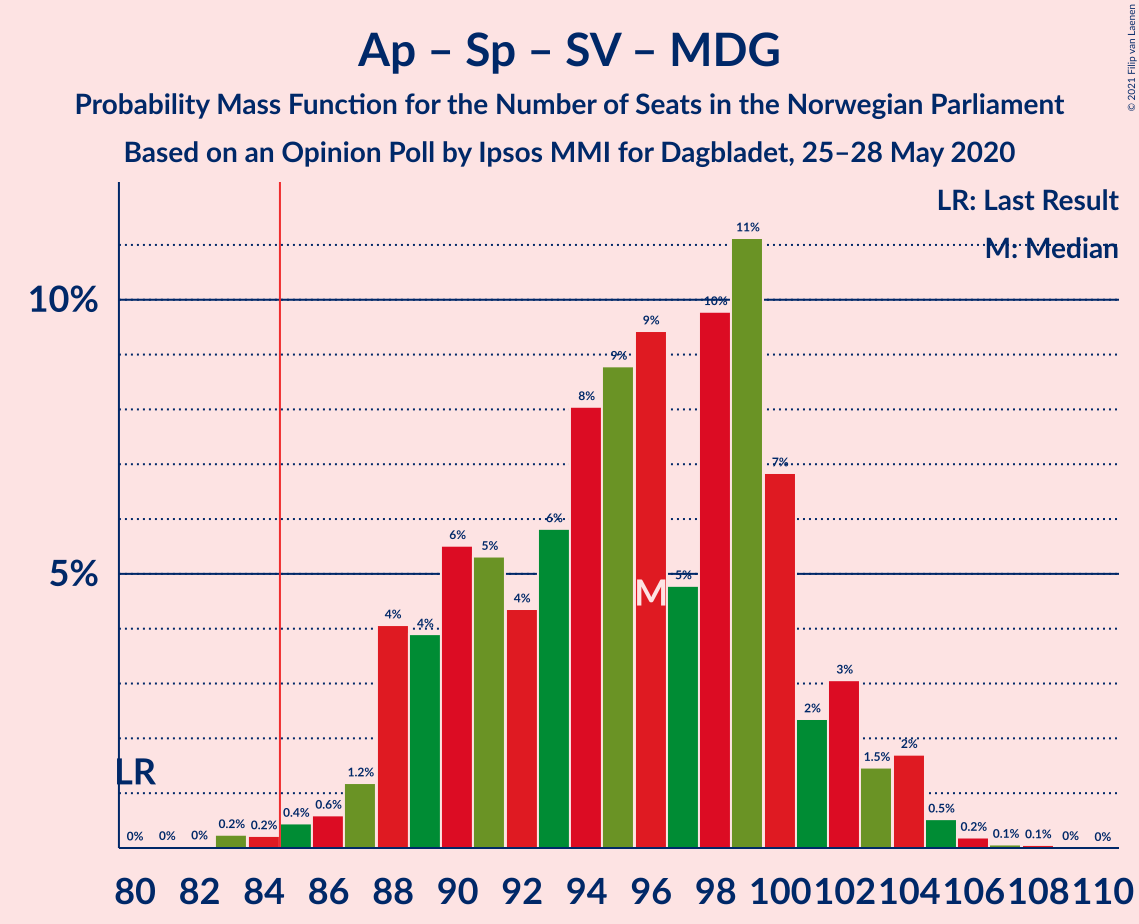 Ap – Sp – SV – MDG
Probability Mass Function for the Number of Seats in the Norwegian Parliament
Based on an Opinion Poll by Ipsos MMI for Dagbladet, 25–28 May 2020
© 2021 Filip van Laenen
LR: Last Result
M: Median
10%
5%
LR
M
0% 0% 0% 0.2% 0.2% 0.4% 0.6% 1.2% 4% 4% 6% 5% 4% 6% 8% 9% 9% 5% 10% 11% 7% 2% 3% 1.5% 2% 0.5% 0.2% 0.1% 0.1% 0% 0%
80 82 84 86 88 90 92 94 96 98 100 102 104 106 108 110